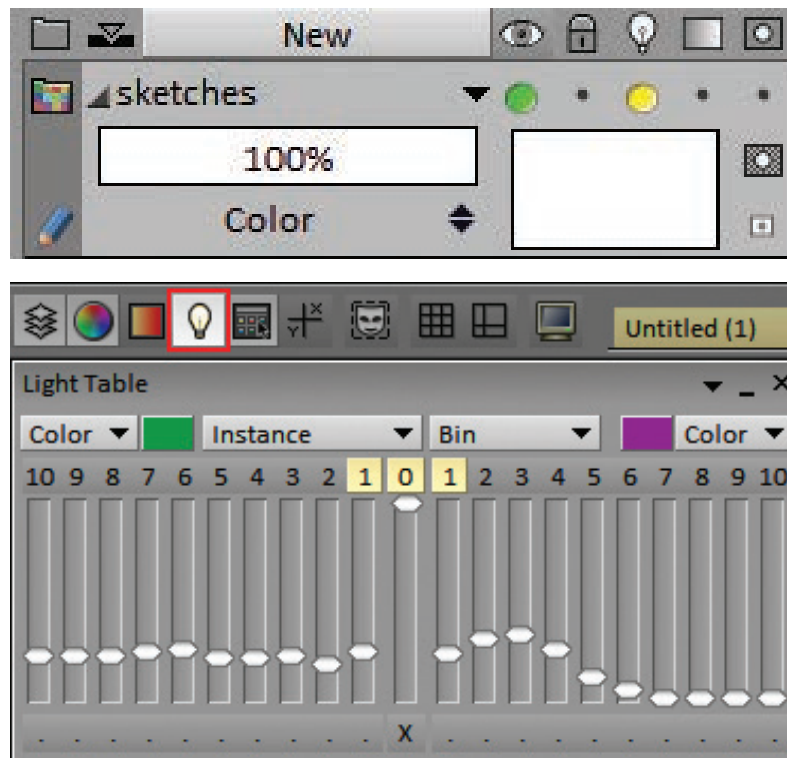 New
sketches
100%
Color
Untitled (1)
Light Table
Color Instance Bin Color
10 9 8 7 6 5 4 3 2 1 0 1 2 3 4 5 6 7 8 9 10
X